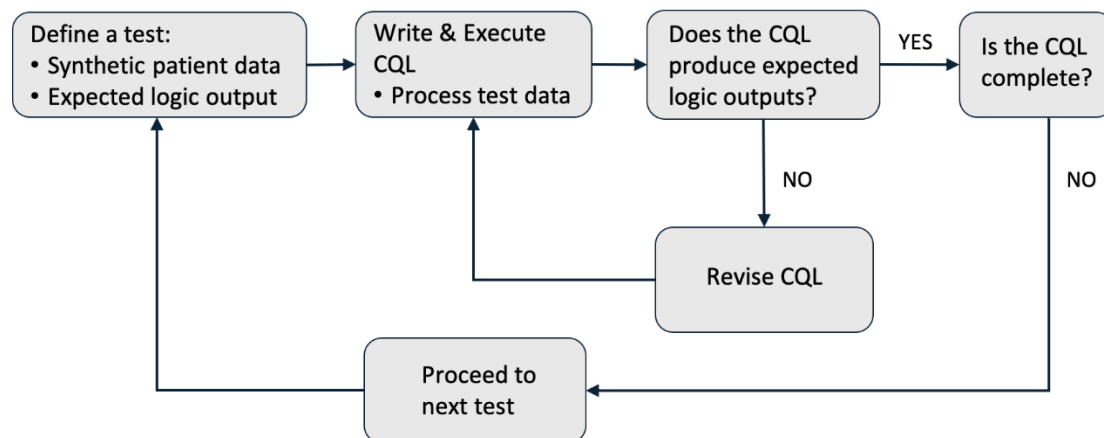 Define a test:
• Synthetic patient data
• Expected logic output
Write & Execute
CQL
• Process test data
Does the CQL
produce expected
logic outputs?
YES
Is the CQL
complete?
NO
NO
Revise CQL
Proceed to
next test